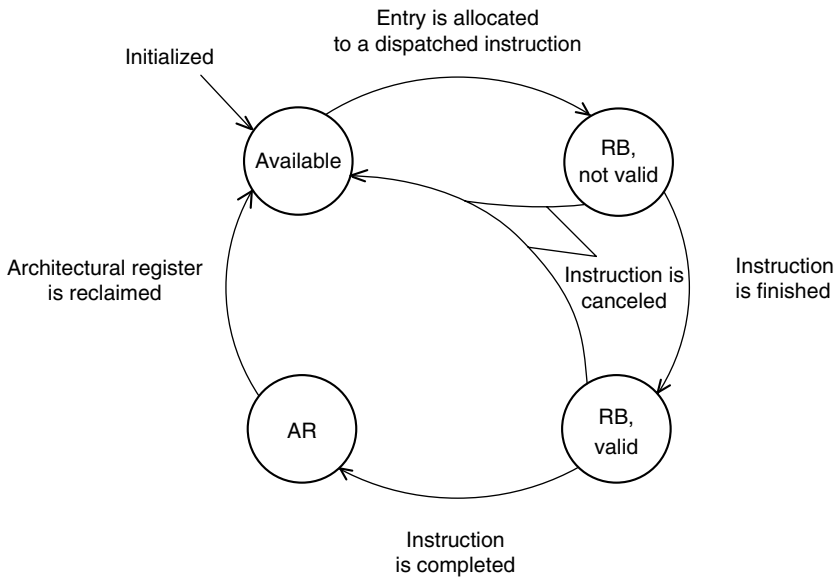 Entry is allocated
to a dispatched instruction
Initialized
Available
RB,
not valid
Architectural register
is reclaimed
Instruction is
canceled
Instruction
is finished
AR
RB,
valid
Instruction
is completed